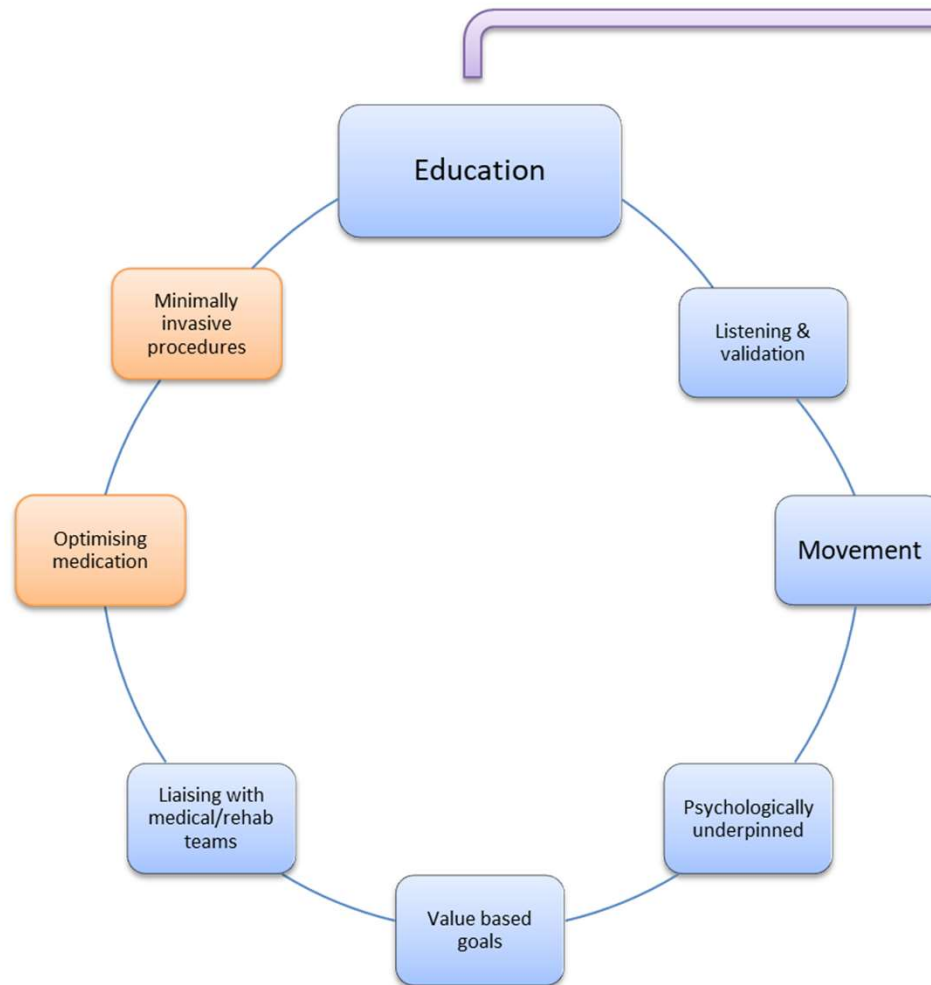 Education
Minimally
invasive
procedures
Listening &
validation
Optimising
medication
Movement
Liaising with
medical/rehab
teams
Psychologically
underpinned
Value based
goals